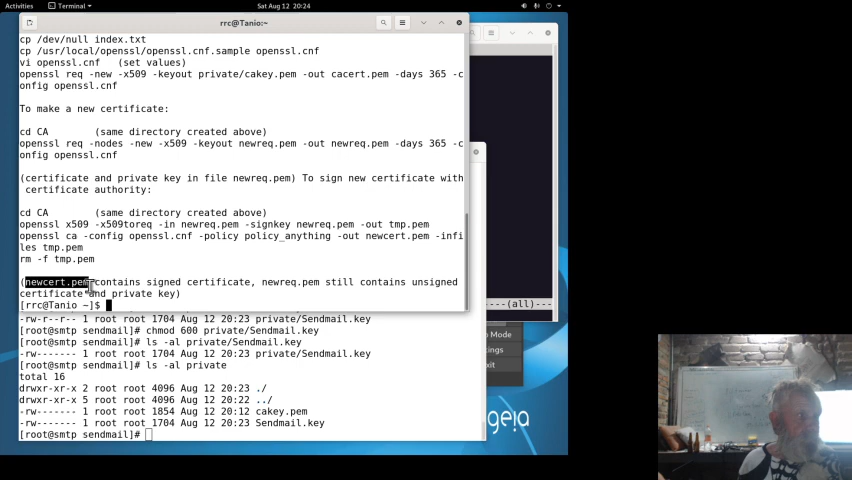 Activities
Terminal
Sat Aug 12 20:24
rrc@Tanio:~
cp /dev/null index.txt
cp /usr/local/openssl/openssl.cnf.sample openssl.cnf
vi openssl.cnf (set values)
openssl req -new -x509 -keyout private/cakey.pem -out cacert.pem -days 365 -c
onfig openssl.cnf
To make a new certificate:
cd CA (same directory created above)
openssl req -nodes -new -x509 -keyout newreq.pem -out newreq.pem -days 365 -c
onfig openssl.cnf
(certificate and private key in file newreq.pem) To sign new certificate with
certificate authority:
cd CA (same directory created above)
openssl x509 -x509toreq -in newreq.pem -signkey newreq.pem -out tmp.pem
openssl ca -config openssl.cnf -policy policy_anything -out newcert.pem -infi
les tmp.pem
rm -f tmp.pem
(newcert.pem contains signed certificate, newreq.pem still contains unsigned
certificate and private key)
[rrc@Tanio ~]$
---(all)---
-rw-r--r-- 1 root root 1704 Aug 12 20:23 private/Sendmail.key
[root@smtp sendmail]# chmod 600 private/Sendmail.key
[root@smtp sendmail]# ls -al private/Sendmail.key
-rw------- 1 root root 1704 Aug 12 20:23 private/Sendmail.key
[root@smtp sendmail]# ls -al private
total 16
drwxr-xr-x 2 root root 4096 Aug 12 20:23 ./
drwxr-xr-x 5 root root 4096 Aug 12 20:22 ../
-rw------- 1 root root 1854 Aug 12 20:12 cakey.pem
-rw------- 1 root root 1704 Aug 12 20:23 Sendmail.key
[root@smtp sendmail]#
Mode